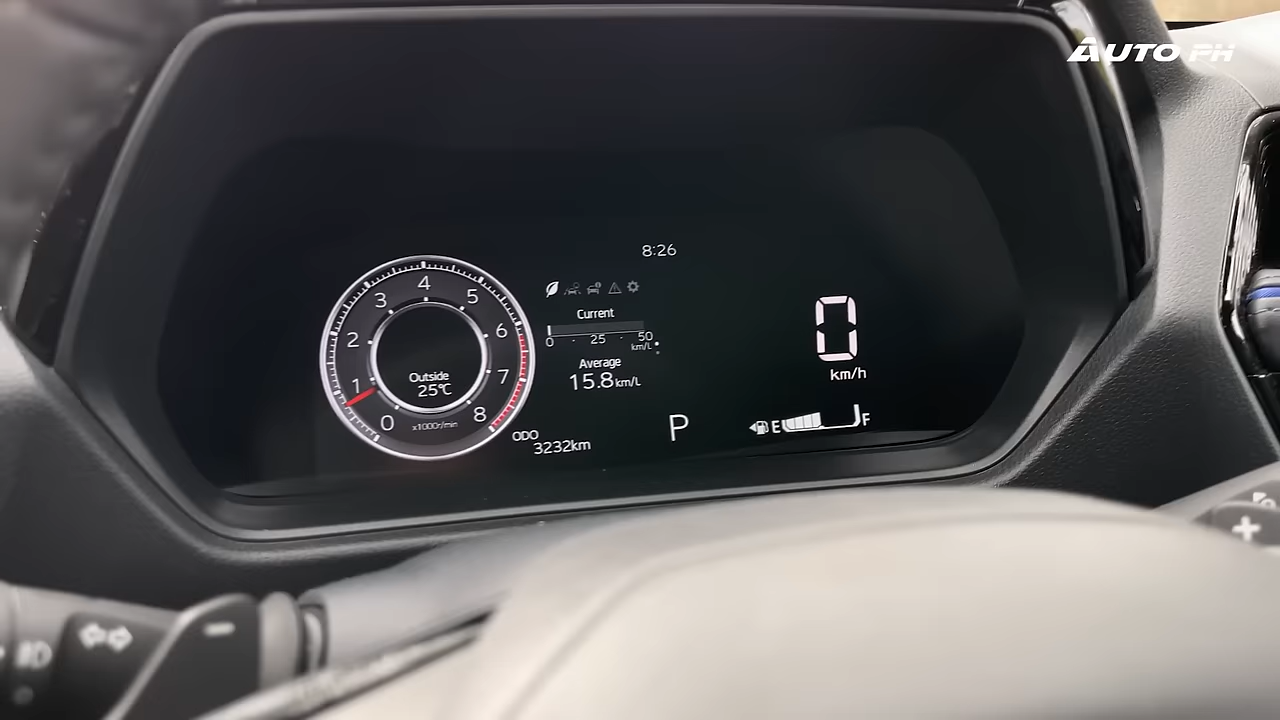 AUTO PH
8:26
4
3 5
2 6
Current
0 25 50
km/L
1 7
Outside
25℃
Average
15.8km/L
0 8
x1000r/min
ODO
3232km
P
0
km/h
E F